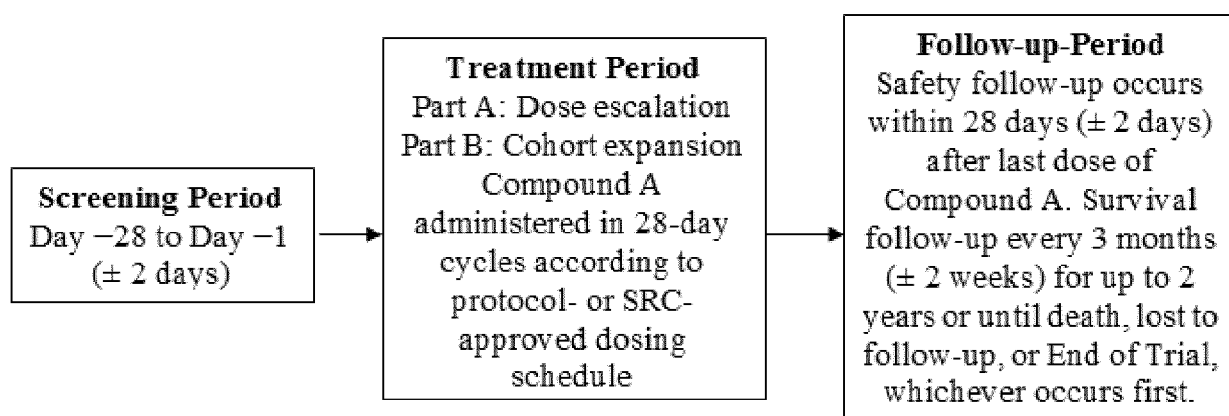 Screening Period
Day −28 to Day −1
(± 2 days)
Treatment Period
Part A: Dose escalation
Part B: Cohort expansion
Compound A
administered in 28-day
cycles according to
protocol- or SRC-
approved dosing
schedule
Follow-up-Period
Safety follow-up occurs
within 28 days (± 2 days)
after last dose of
Compound A. Survival
follow-up every 3 months
(± 2 weeks) for up to 2
years or until death, lost to
follow-up, or End of Trial,
whichever occurs first.